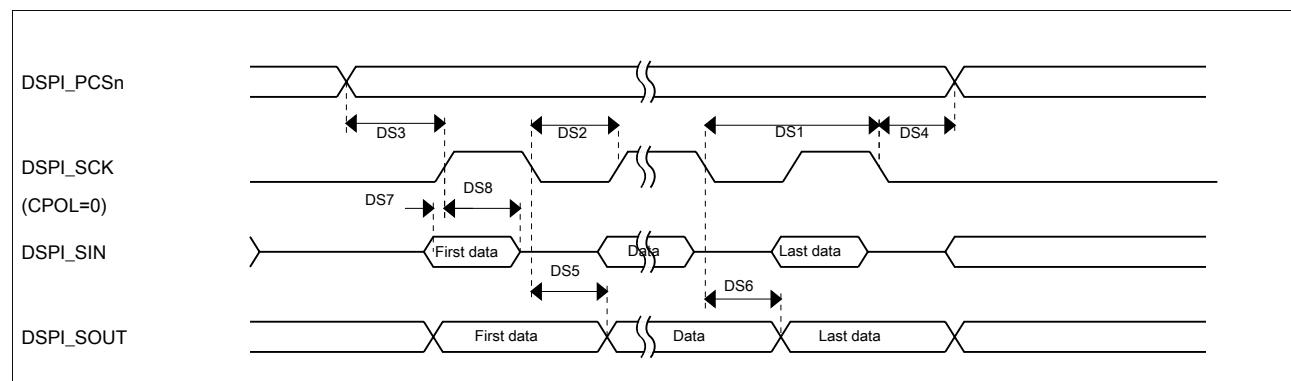 DSPI_PCSn
DS3
DS2
DS1
DS4
DSPI_SCK
(CPOL=0)
DS7
DS8
DSPI_SIN
First data
Data
Last data
DS5
DS6
DSPI_SOUT
First data
Data
Last data